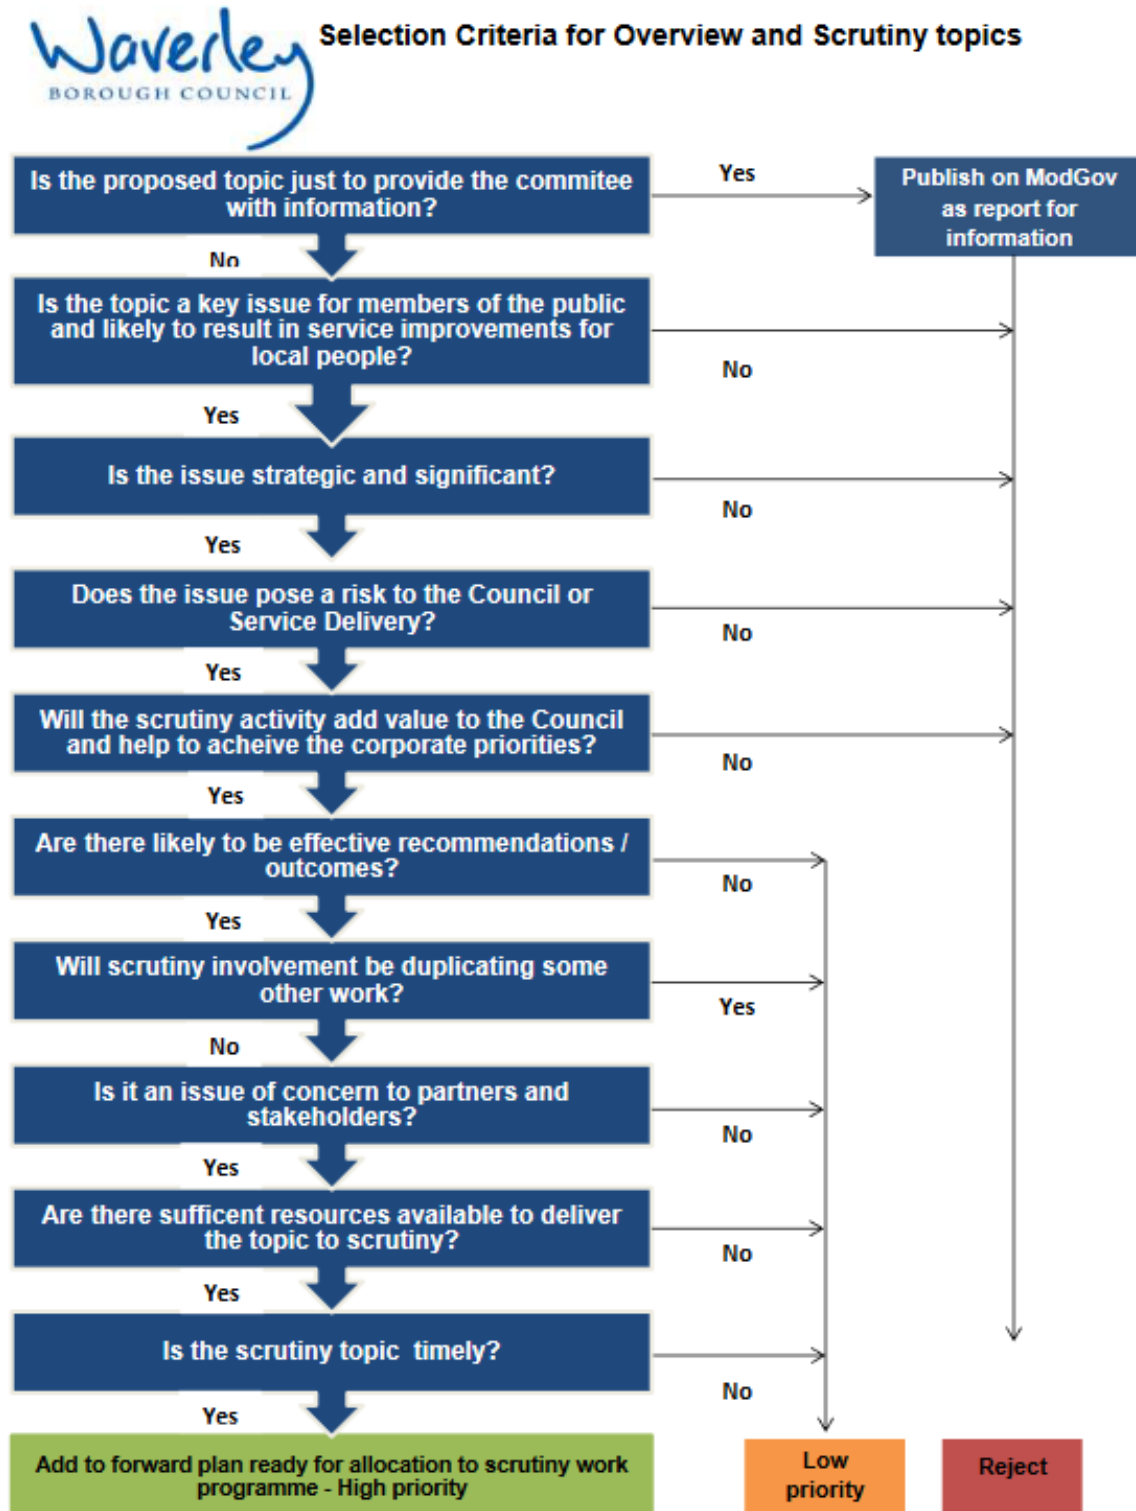 Waverley
BOROUGH COUNCIL
Selection Criteria for Overview and Scrutiny topics
Is the proposed topic just to provide the commitee
with information?
Yes
Publish on ModGov
as report for
information
No
Is the topic a key issue for members of the public
and likely to result in service improvements for
local people?
No
Yes
Is the issue strategic and significant?
No
Yes
Does the issue pose a risk to the Council or
Service Delivery?
No
Yes
Will the scrutiny activity add value to the Council
and help to acheive the corporate priorities?
No
Yes
Are there likely to be effective recommendations /
outcomes?
No
Yes
Will scrutiny involvement be duplicating some
other work?
Yes
No
Is it an issue of concern to partners and
stakeholders?
No
Yes
Are there sufficent resources available to deliver
the topic to scrutiny?
No
Yes
Is the scrutiny topic timely?
No
Yes
Add to forward plan ready for allocation to scrutiny work
programme - High priority
Low
priority
Reject